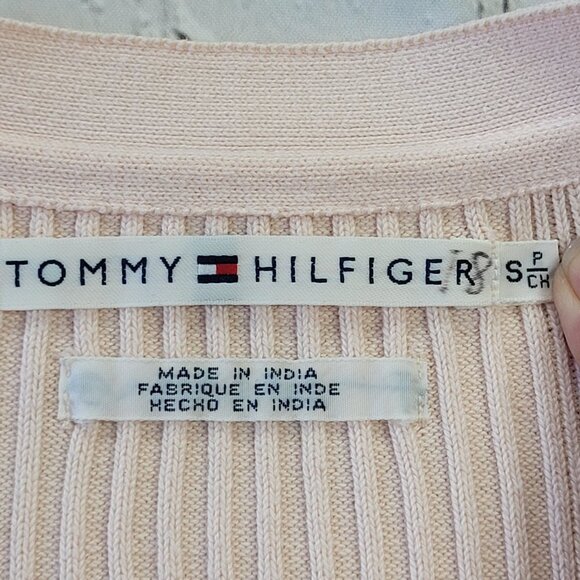 TOMMY HILFIGER S P/CH
MADE IN INDIA
FABRIQUE EN INDE
HECHO EN INDIA